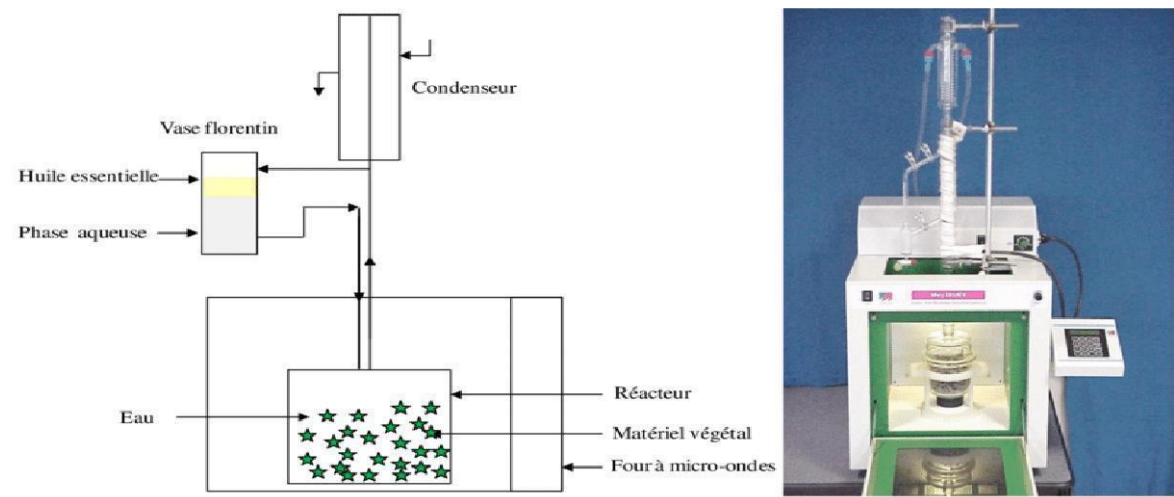 Condenseur
Vase florentin
Huile essentielle
Phase aqueuse
Réacteur
Eau
Matériel végétal
Four à micro-ondes